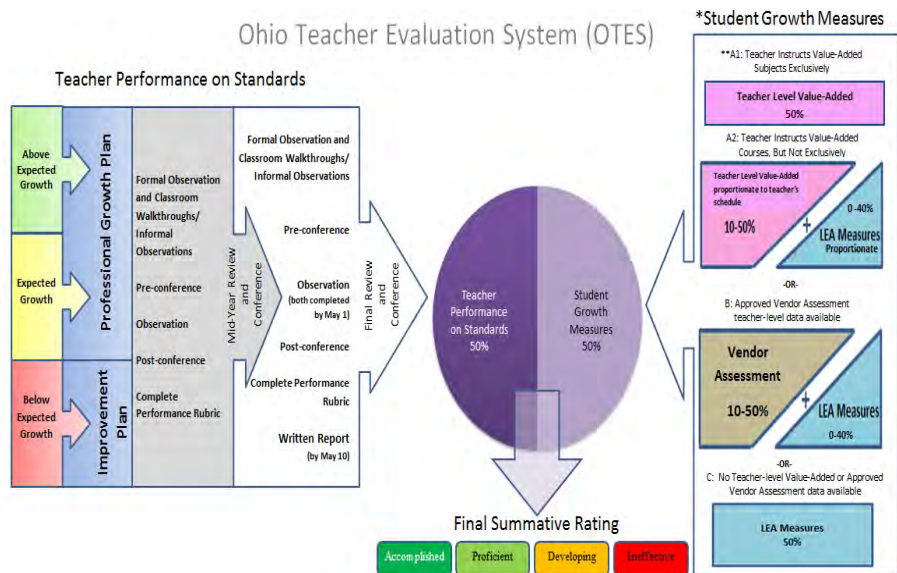 Ohio Teacher Evaluation System (OTES)
Teacher Performance on Standards
Above
Expected
Growth
Expected
Growth
Below
Expected
Growth
Professional Growth Plan
Improvement
Plan
Formal Observation
and Classroom
Walkthroughs/
Informal
Observations
Pre-conference
Observation
Post-conference
Complete
Performance Rubric
Mid-Year Review
and
Conference
Formal Observation and
Classroom Walkthroughs/
Informal Observations
Pre-conference
Observation
(both completed
by May 1)
Post-conference
Complete Performance
Rubric
Written Report
(by May 10)
Final Review
and
Conference
Teacher
Performance
on Standards
50%
Student
Growth
Measures
50%
Final Summative Rating
Accomplished
Proficient
Developing
Ineffective
*Student Growth Measures
**A1: Teacher Instructs Value-Added
Subjects Exclusively
Teacher Level Value-Added
50%
A2: Teacher Instructs Value-Added
Courses, But Not Exclusively
Teacher Level Value-Added
proportionate to teacher's
schedule
10-50%
+
0-40%
LEA Measures
Proportionate
-OR-
B: Approved Vendor Assessment
teacher-level data available
Vendor
Assessment
10-50%
+
LEA Measures
0-40%
-OR-
C: No Teacher-level Value-Added or Approved
Vendor Assessment data available
LEA Measures
50%